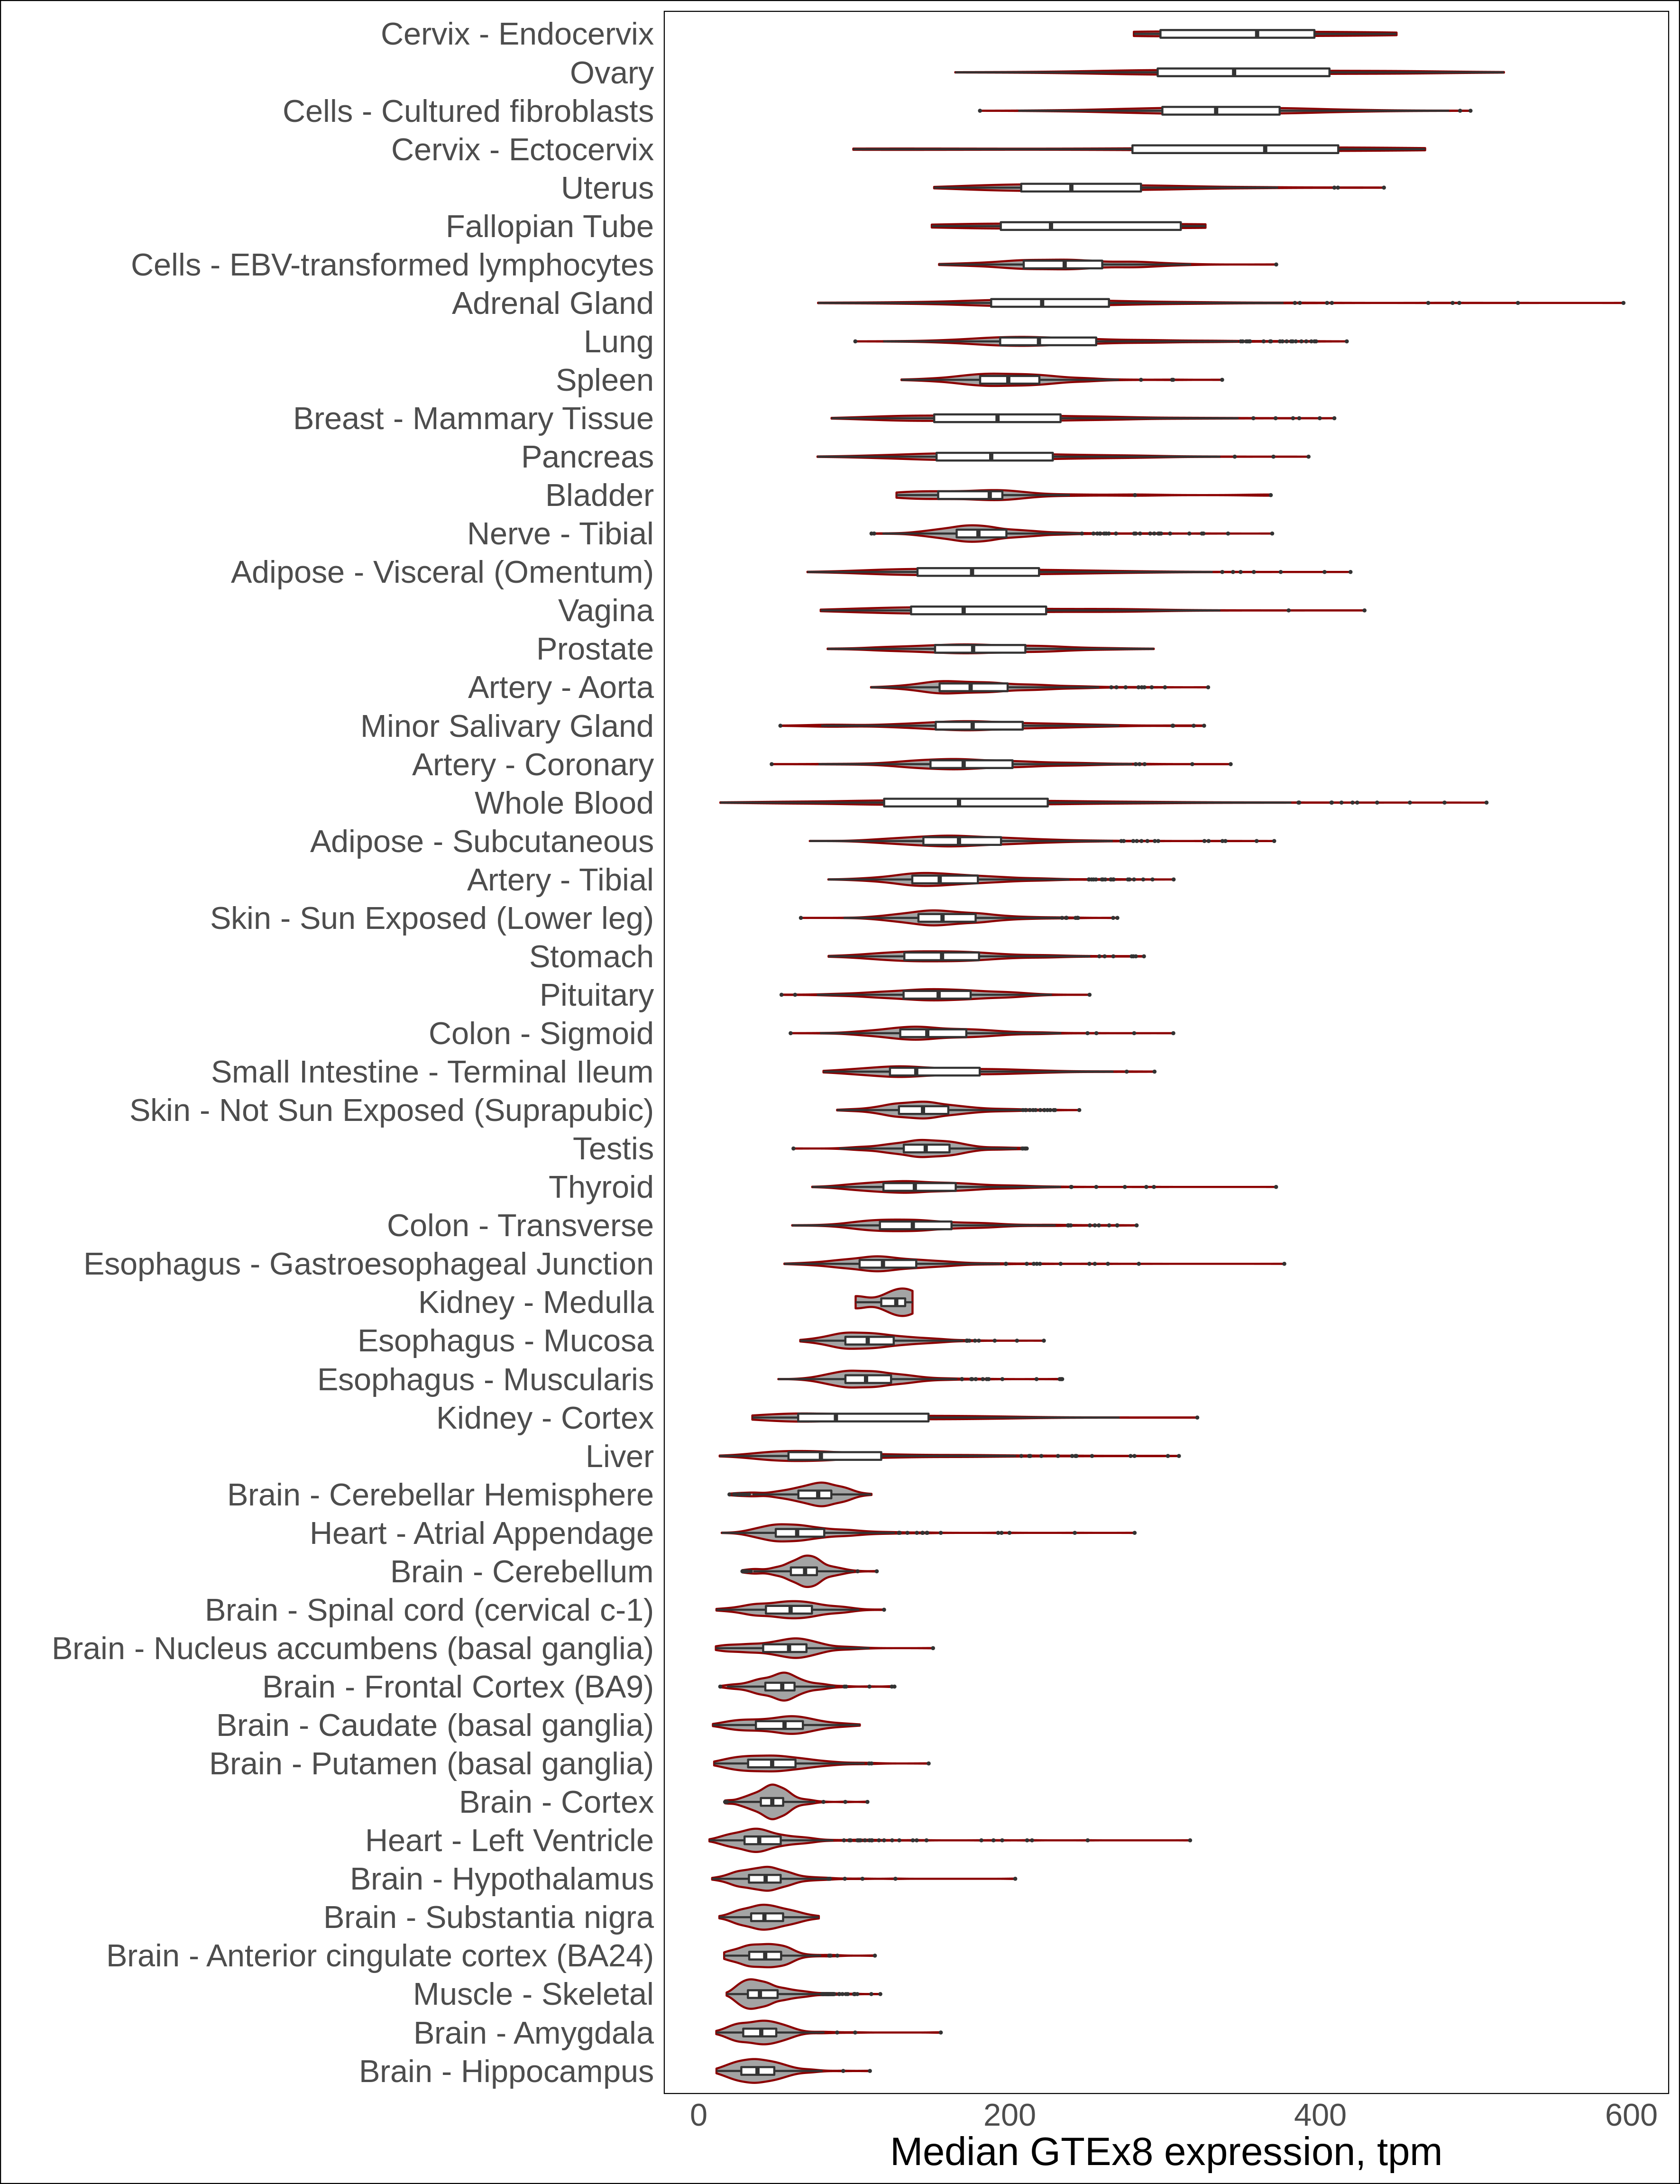 Cervix - Endocervix
Ovary
Cells - Cultured fibroblasts
Cervix - Ectocervix
Uterus
Fallopian Tube
Cells - EBV-transformed lymphocytes
Adrenal Gland
Lung
Spleen
Breast - Mammary Tissue
Pancreas
Bladder
Nerve - Tibial
Adipose - Visceral (Omentum)
Vagina
Prostate
Artery - Aorta
Minor Salivary Gland
Artery - Coronary
Whole Blood
Adipose - Subcutaneous
Artery - Tibial
Skin - Sun Exposed (Lower leg)
Stomach
Pituitary
Colon - Sigmoid
Small Intestine - Terminal Ileum
Skin - Not Sun Exposed (Suprapubic)
Testis
Thyroid
Colon - Transverse
Esophagus - Gastroesophageal Junction
Kidney - Medulla
Esophagus - Mucosa
Esophagus - Muscularis
Kidney - Cortex
Liver
Brain - Cerebellar Hemisphere
Heart - Atrial Appendage
Brain - Cerebellum
Brain - Spinal cord (cervical c-1)
Brain - Nucleus accumbens (basal ganglia)
Brain - Frontal Cortex (BA9)
Brain - Caudate (basal ganglia)
Brain - Putamen (basal ganglia)
Brain - Cortex
Heart - Left Ventricle
Brain - Hypothalamus
Brain - Substantia nigra
Brain - Anterior cingulate cortex (BA24)
Muscle - Skeletal
Brain - Amygdala
Brain - Hippocampus
0 200 400 600
Median GTEx8 expression, tpm